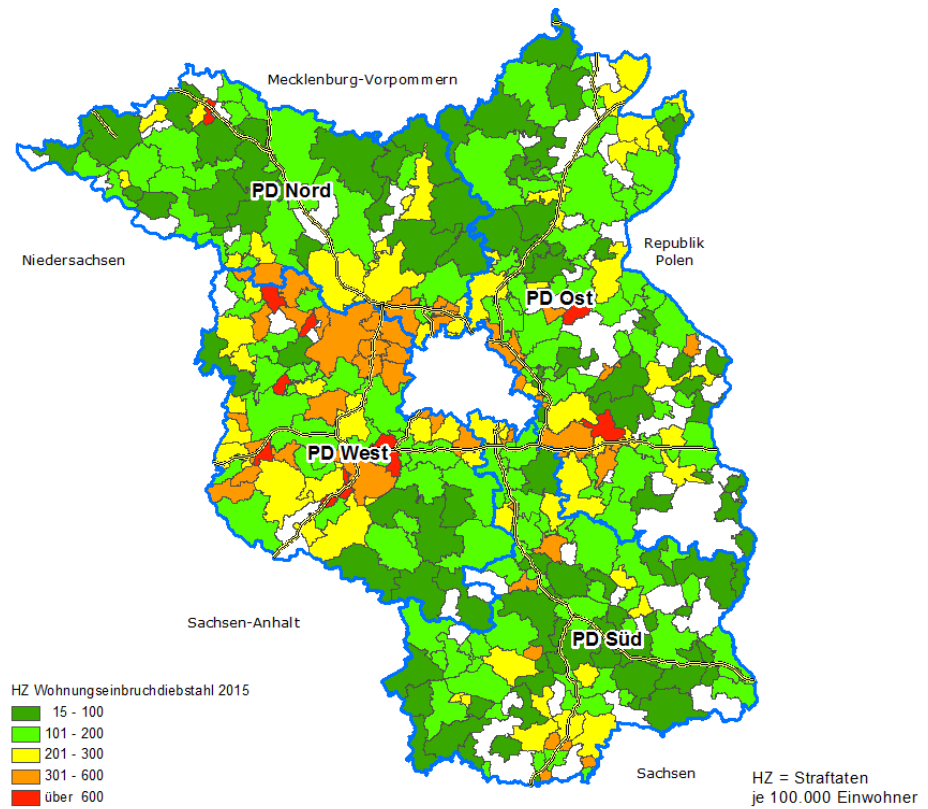 Mecklenburg-Vorpommern
PD Nord
Niedersachsen
Republik
Polen
PD Ost
PD West
Sachsen-Anhalt
PD Süd
HZ Wohnungseinbruchdiebstahl 2015
15 - 100
101 - 200
201 - 300
301 - 600
über 600
Sachsen
HZ = Straftaten
je 100.000 Einwohner